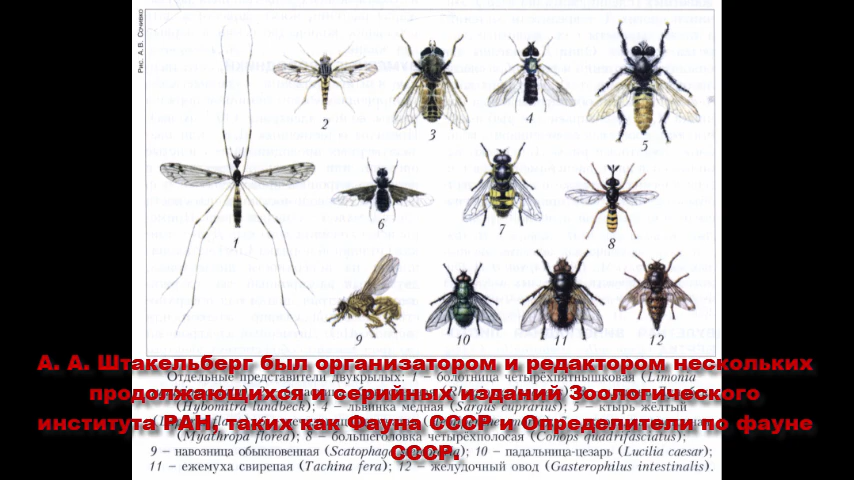 Рис. А. В. Сочивко
2
3
4
5
1
6
7
8
9
10
11
12
А. А. Штакельберг был организатором и редактором нескольких
продолжающихся и серийных изданий Зоологического
института РАН, таких как Фауна СССР и Определители по фауне
СССР.
Отдельные представители двукрылых: 1 – болотница четырёхпятнышковая (Limonia
(Hybomitra lundbecki); 4 – львинка медная (Sargus cuprarius); 5 – ктырь жёлтый
(Myathropa florea); 8 – большеголовка четырёхполосая (Conops quadrifasciatus);
9 – навозница обыкновенная (Scatophaga); 10 – падальница-цезарь (Lucilia caesar);
11 – ежемуха свирепая (Tachina fera); 12 – желудочный овод (Gasterophilus intestinalis).